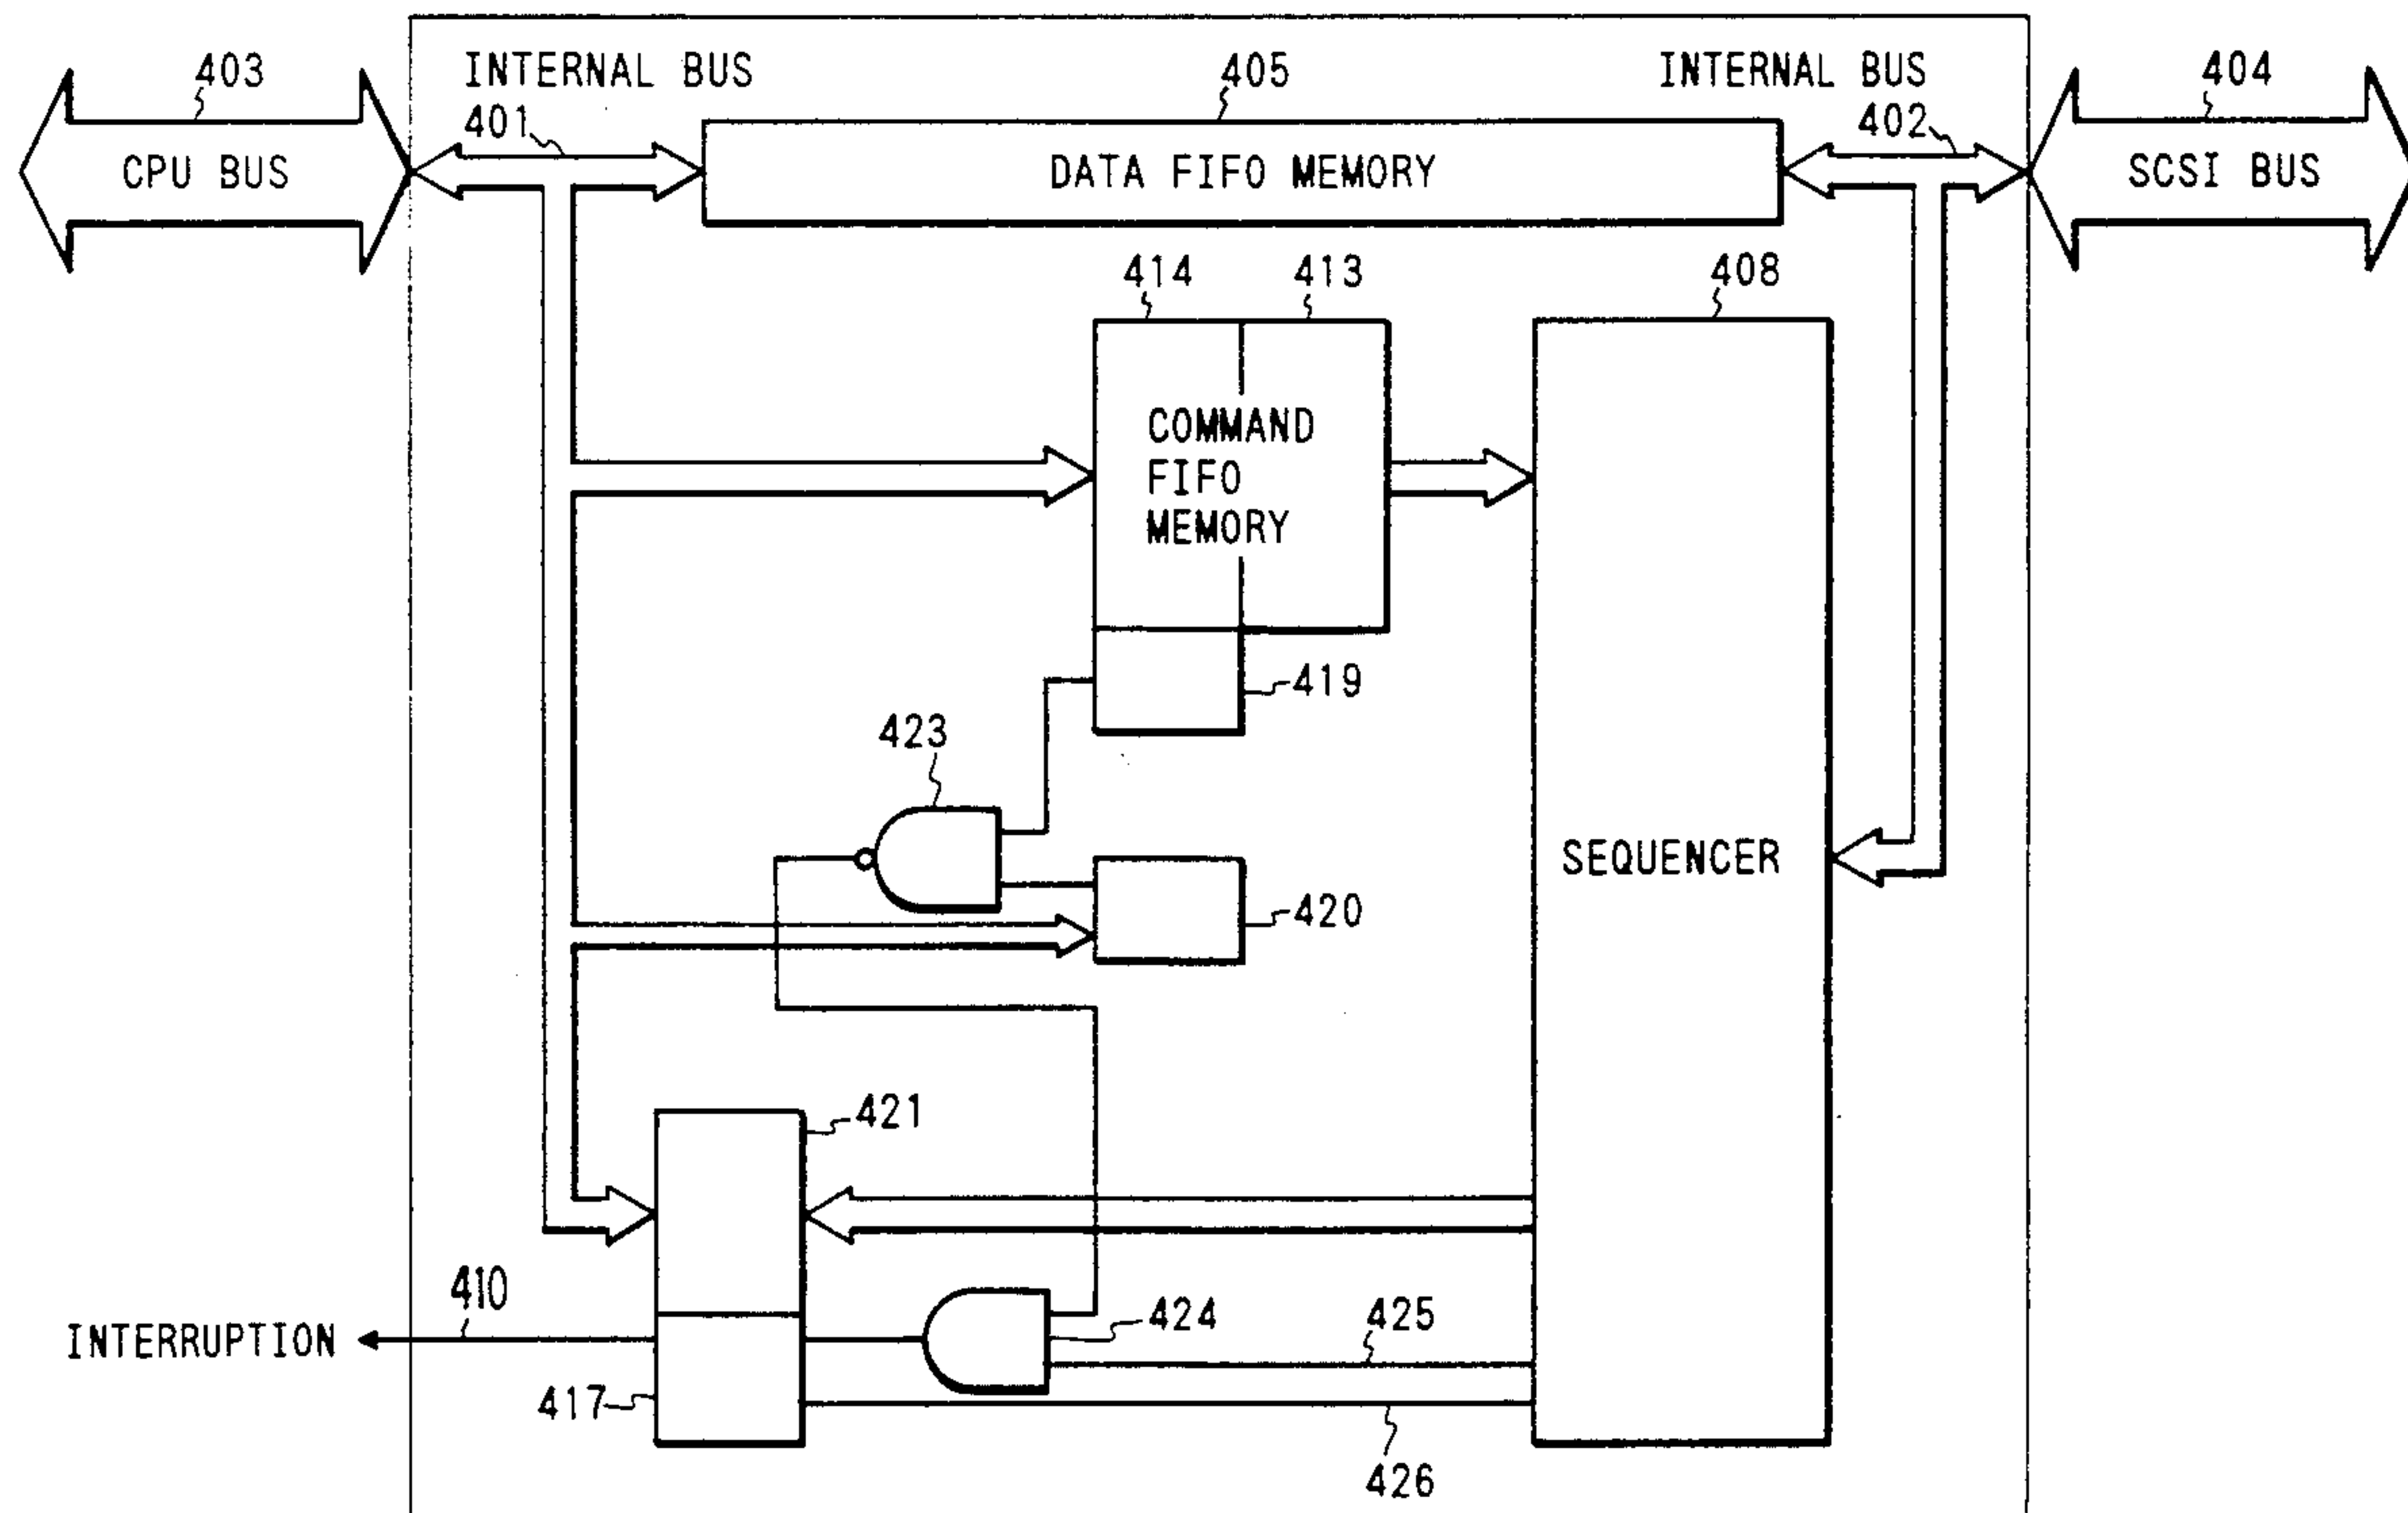 403
INTERNAL BUS
401
405
INTERNAL BUS
402
404
CPU BUS
DATA FIFO MEMORY
SCSI BUS
414
413
408
COMMAND
FIFO
MEMORY
419
423
SEQUENCER
420
421
410
INTERRUPTION
424
425
417
426